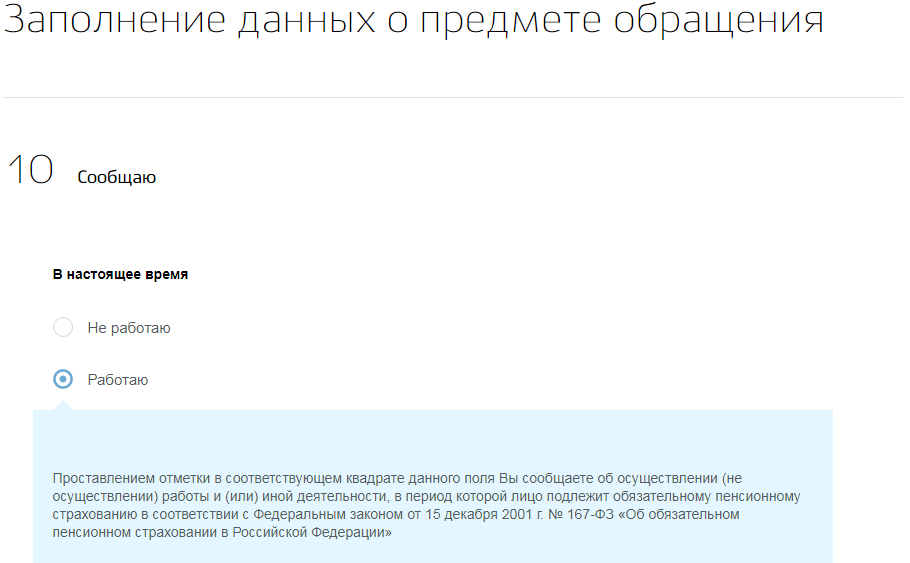 Заполнение данных о предмете обращения
10 Сообщаю
В настоящее время
Не работаю
Работаю
Проставлением отметки в соответствующем квадрате данного поля Вы сообщаете об осуществлении (не
осуществлении) работы и (или) иной деятельности, в период которой лицо подлежит обязательному пенсионному
страхованию в соответствии с Федеральным законом от 15 декабря 2001 г. № 167-ФЗ «Об обязательном
пенсионном страховании в Российской Федерации»